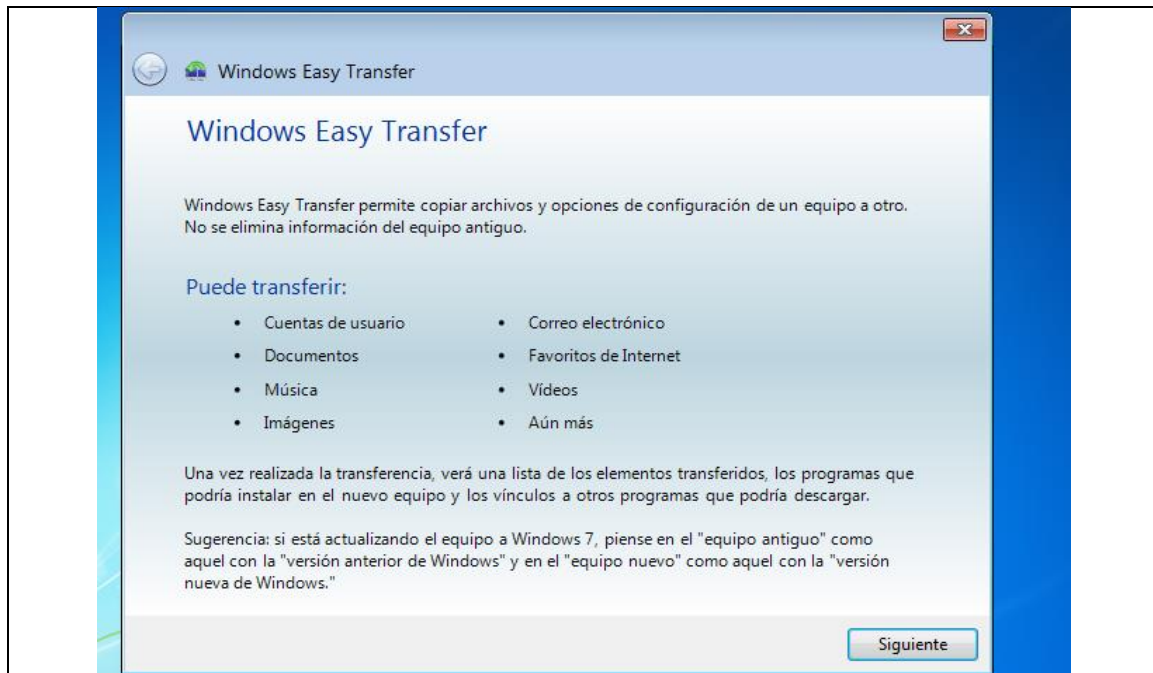 Windows Easy Transfer
Windows Easy Transfer
Windows Easy Transfer permite copiar archivos y opciones de configuración de un equipo a otro.
No se elimina información del equipo antiguo.
Puede transferir:
• Cuentas de usuario • Correo electrónico
• Documentos • Favoritos de Internet
• Música • Vídeos
• Imágenes • Aún más
Una vez realizada la transferencia, verá una lista de los elementos transferidos, los programas que
podría instalar en el nuevo equipo y los vínculos a otros programas que podría descargar.
Sugerencia: si está actualizando el equipo a Windows 7, piense en el "equipo antiguo" como
aquel con la "versión anterior de Windows" y en el "equipo nuevo" como aquel con la "versión
nueva de Windows."
Siguiente